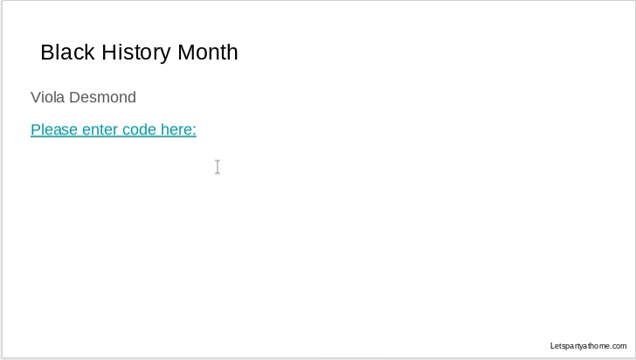 Black History Month
Viola Desmond
Please enter code here:
Letspartyathome.com